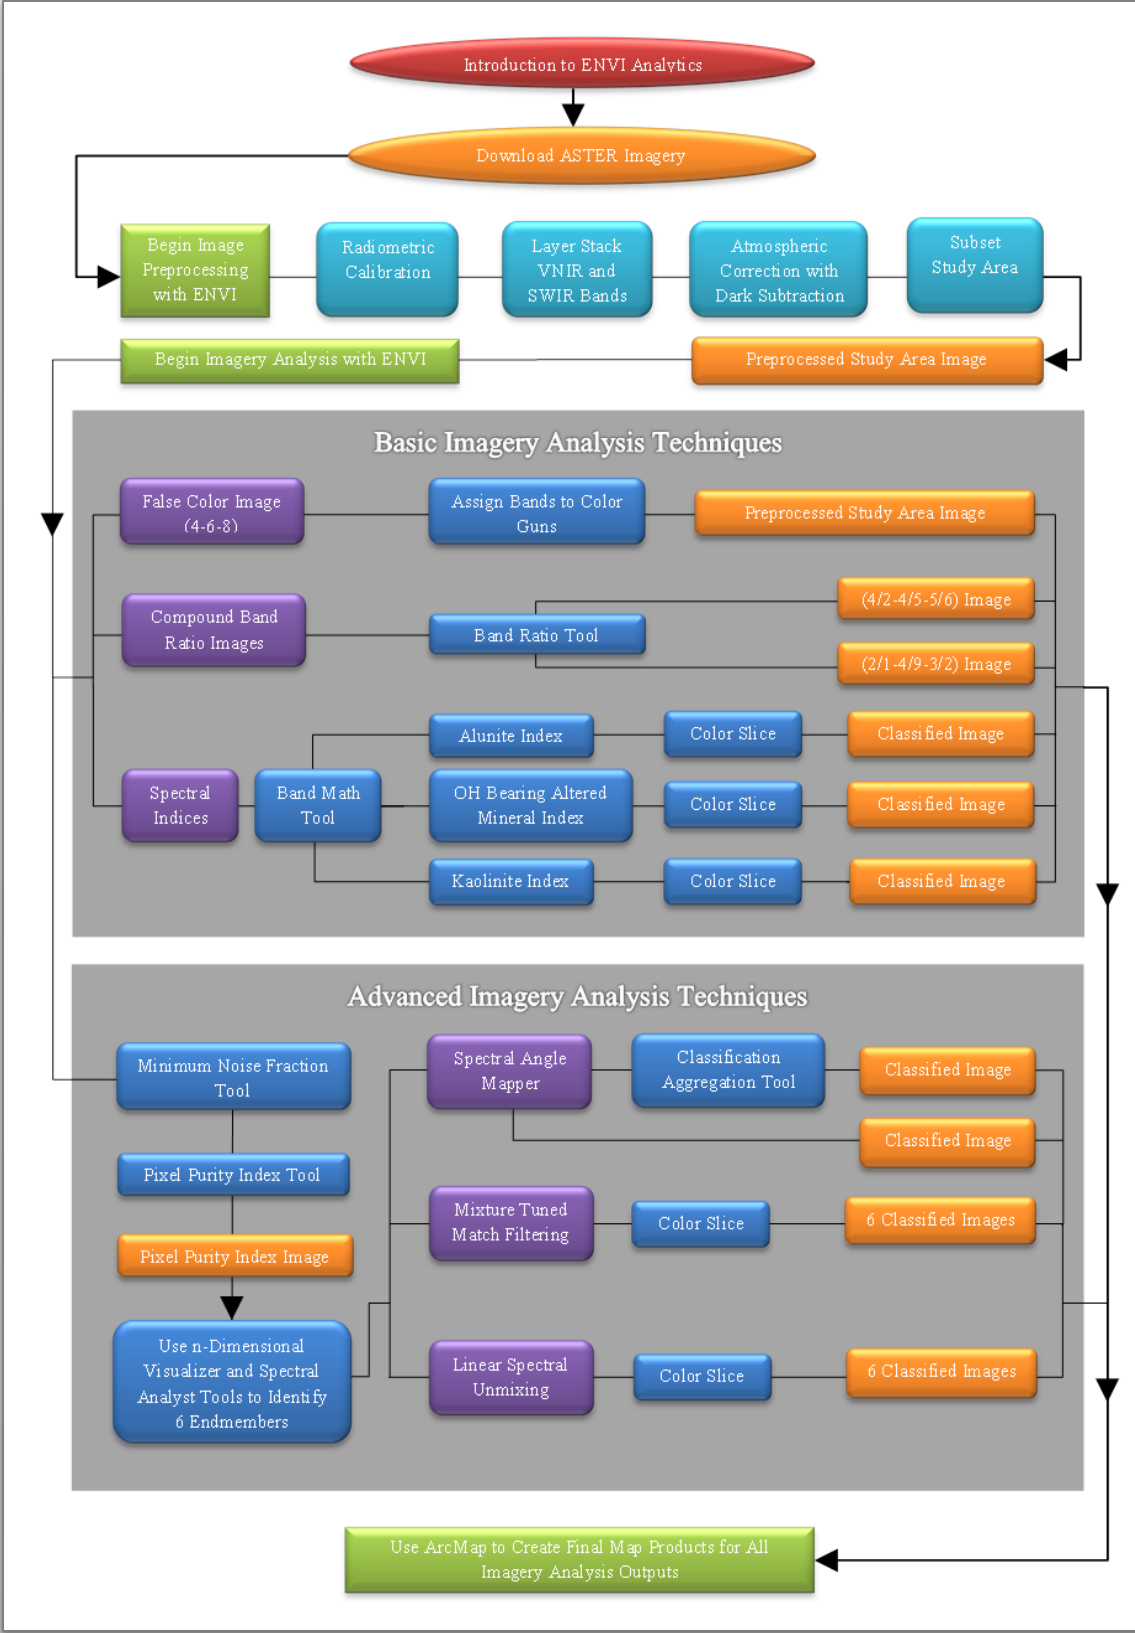 Introduction to ENVI Analytics
Download ASTER Imagery
Begin Image
Preprocessing
with ENVI
Radiometric
Calibration
Layer Stack
VNIR and
SWIR Bands
Atmospheric
Correction with
Dark Subtraction
Subset
Study Area
Begin Imagery Analysis with ENVI
Preprocessed Study Area Image
Basic Imagery Analysis Techniques
False Color Image
(4-6-8)
Assign Bands to Color
Guns
Preprocessed Study Area Image
Compound Band
Ratio Images
Band Ratio Tool
(4/2-4/5-5/6) Image
(2/1-4/9-3/2) Image
Spectral
Indices
Band Math
Tool
Alunite Index
Color Slice
Classified Image
OH Bearing Altered
Mineral Index
Color Slice
Classified Image
Kaolinite Index
Color Slice
Classified Image
Advanced Imagery Analysis Techniques
Minimum Noise Fraction
Tool
Pixel Purity Index Tool
Pixel Purity Index Image
Use n-Dimensional
Visualizer and Spectral
Analyst Tools to Identify
6 Endmembers
Spectral Angle
Mapper
Classification
Aggregation Tool
Classified Image
Classified Image
Mixture Tuned
Match Filtering
Color Slice
6 Classified Images
Linear Spectral
Unmixing
Color Slice
6 Classified Images
Use ArcMap to Create Final Map Products for All
Imagery Analysis Outputs